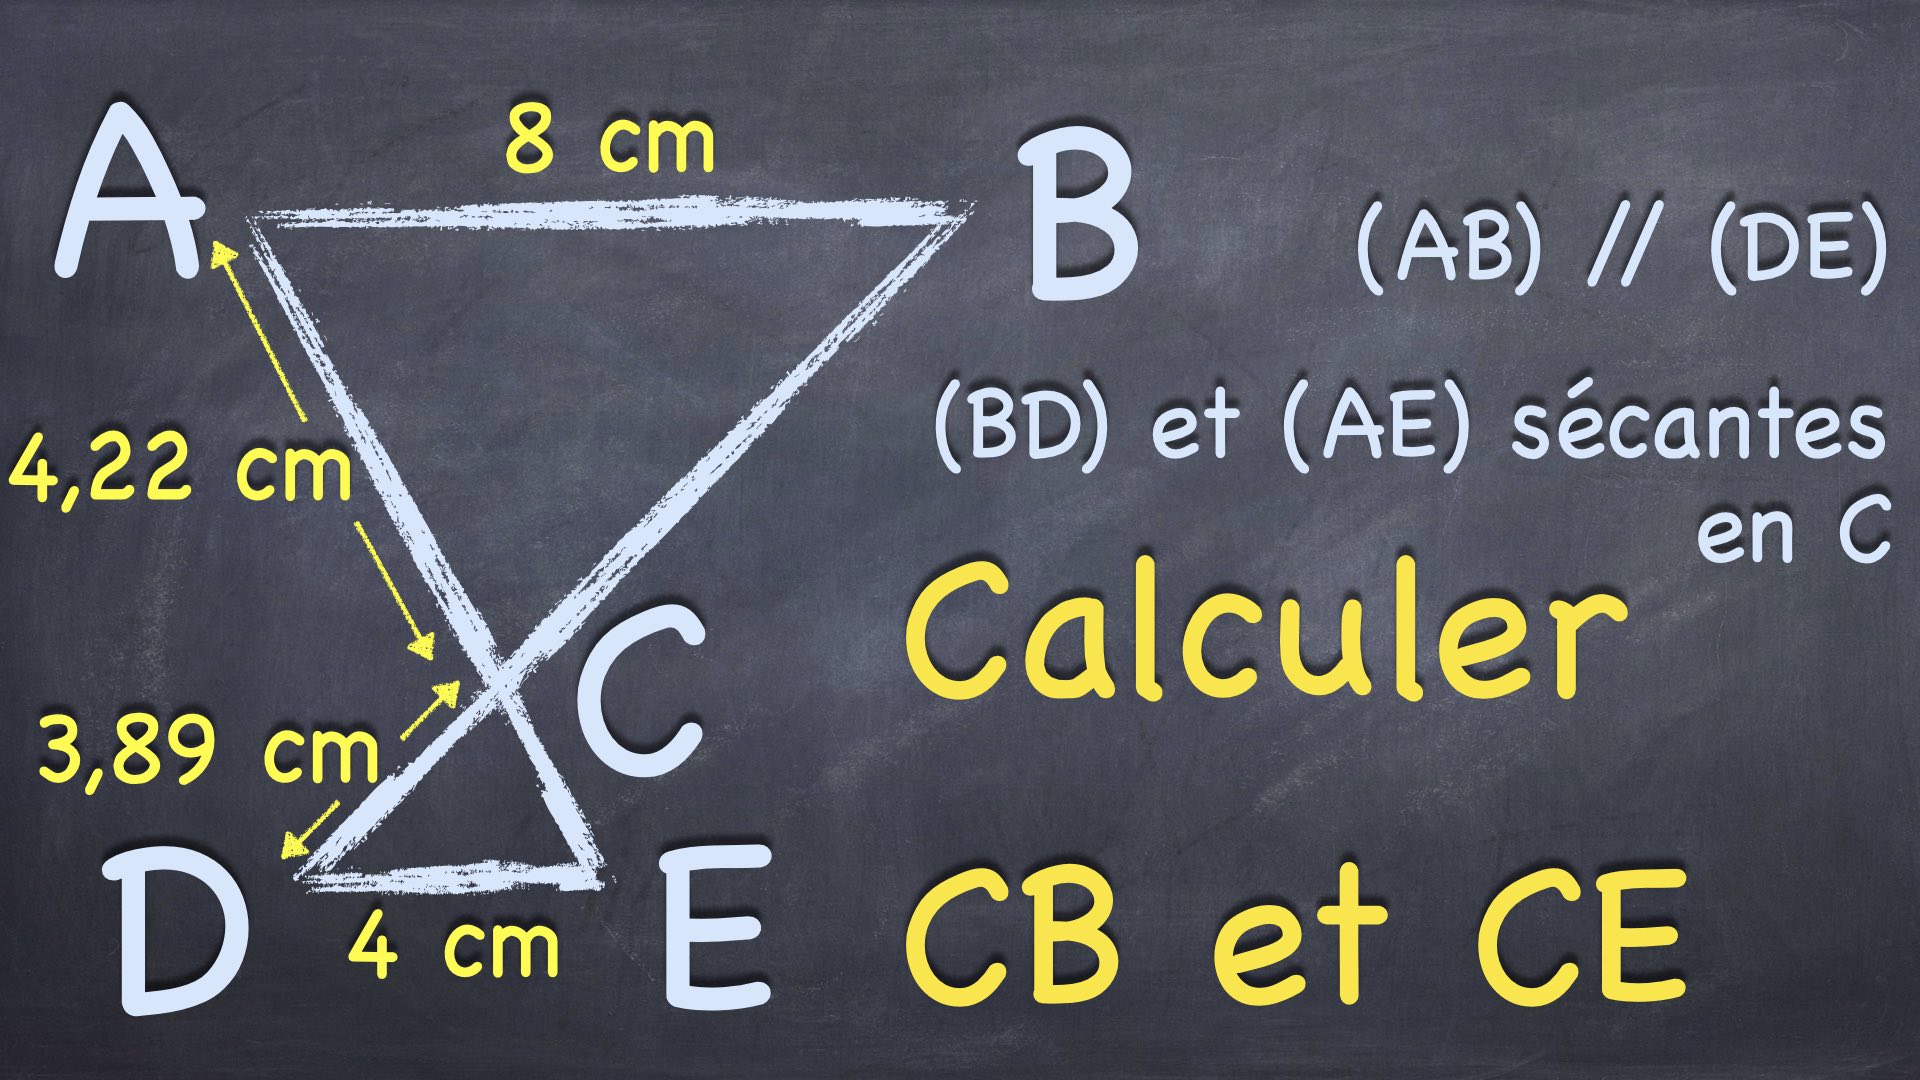 A
8 cm
B
(AB) // (DE)
4,22 cm
(BD) et (AE) sécantes
en C
Calculer
C
3,89 cm
D
4 cm
E
CB et CE